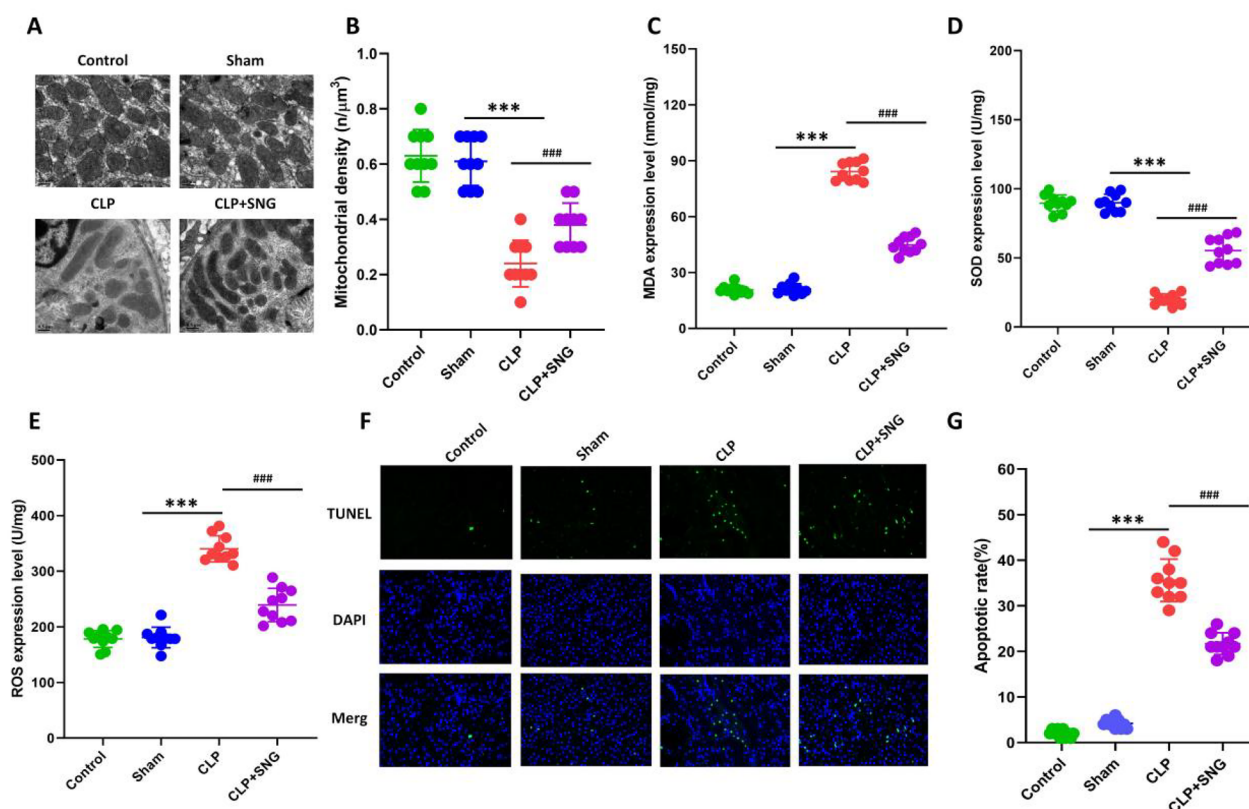 A
Control
Sham
CLP
CLP+SNG
B
Mitochondrial density (n/μm³)
1.0
0.8
0.6
0.4
0.2
0.0
***
###
Control
Sham
CLP
CLP+SNG
C
MDA expression level (nmol/mg)
150
120
90
60
30
0
***
###
Control
Sham
CLP
CLP+SNG
D
SOD expression level (U/mg)
200
150
100
50
0
***
###
Control
Sham
CLP
CLP+SNG
E
ROS expression level (U/mg)
500
400
300
200
100
0
***
###
Control
Sham
CLP
CLP+SNG
F
Control
Sham
CLP
CLP+SNG
TUNEL
DAPI
Merg
G
Apoptotic rate(%)
60
50
40
30
20
10
0
***
###
Control
Sham
CLP
CLP+SNG